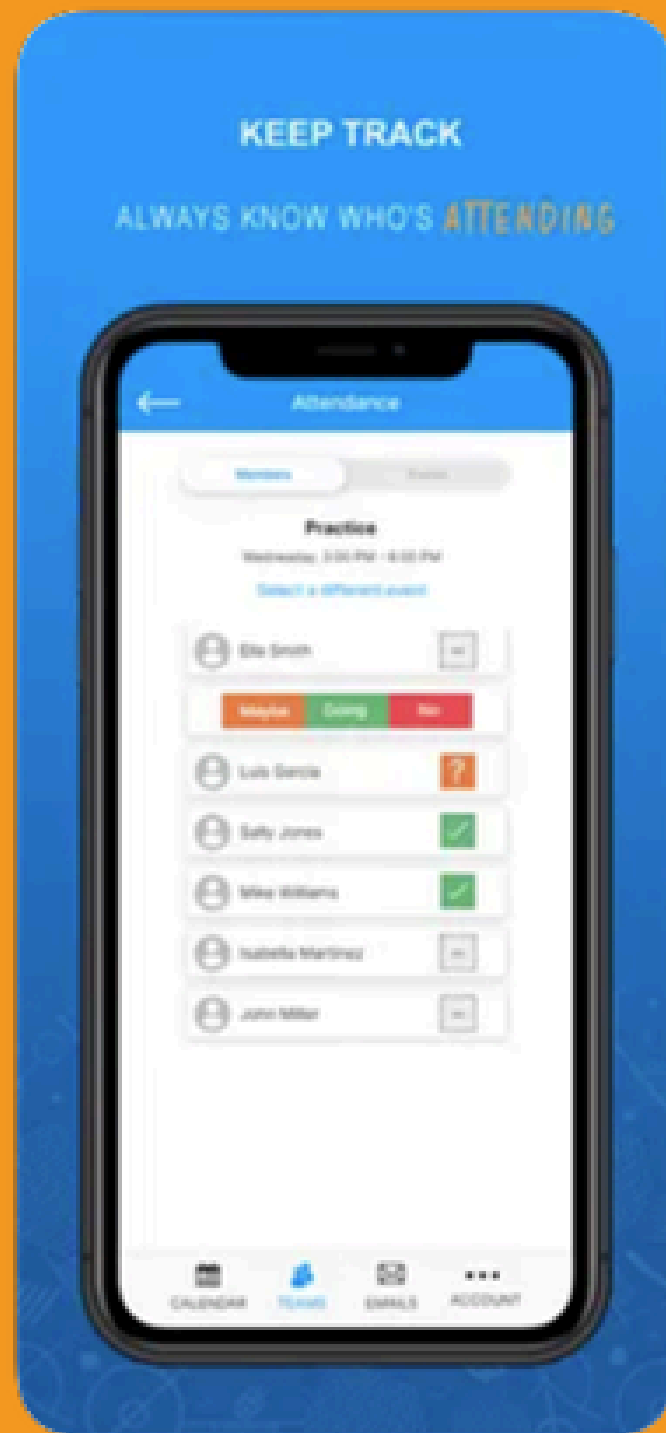 KEEP TRACK
ALWAYS KNOW WHO'S ATTENDING
Attendance
Members
Practice
Select a different event
Ella Smith
Maybe Going No
Luis Garcia
?
Sally Jones
Mike Williams
Isabella Martinez
John Miller
CALENDAR TEAMS EMAILS ACCOUNT